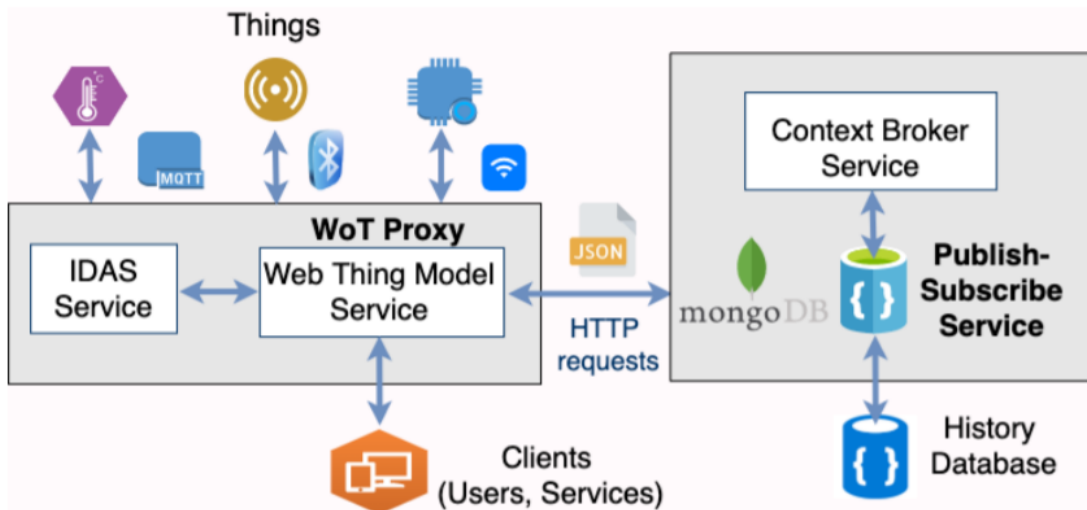 Things
°C
MQTT
WoT Proxy
IDAS
Service
Web Thing Model
Service
JSON
HTTP
requests
Clients
(Users, Services)
Context Broker
Service
mongoDB
{ }
Publish-
Subscribe
Service
{ }
History
Database